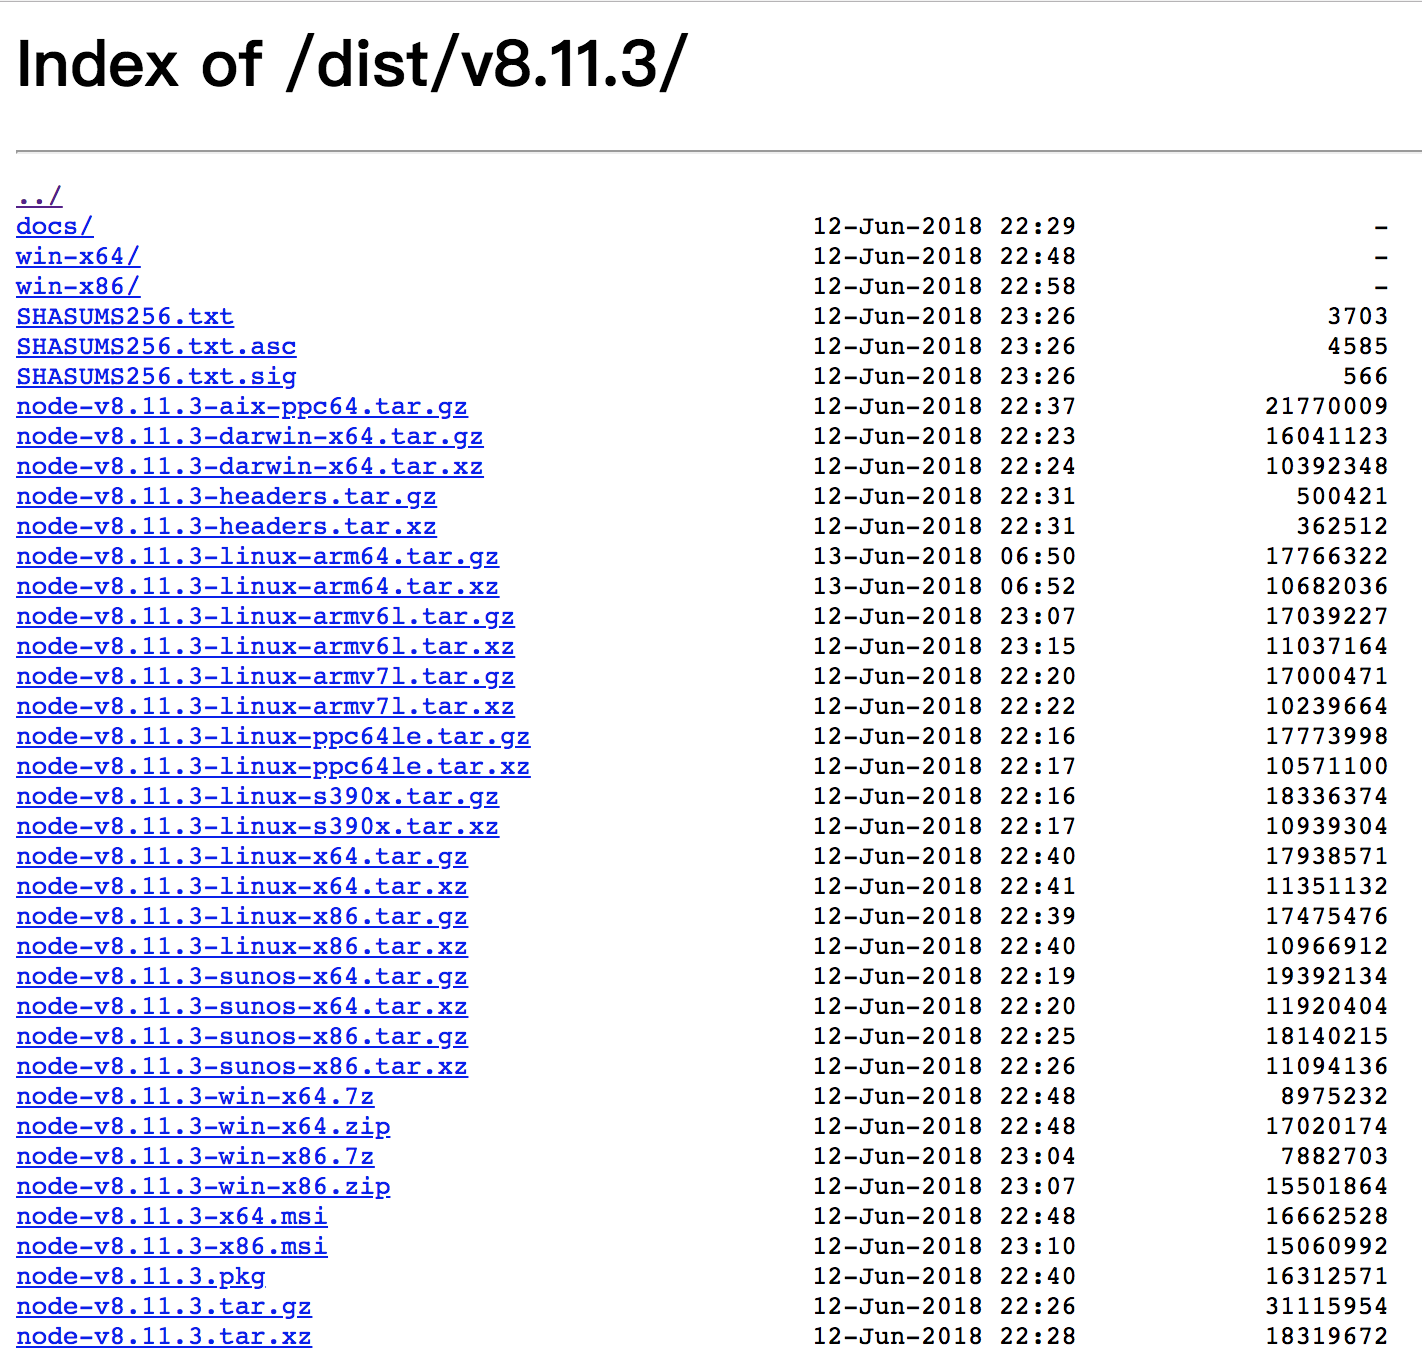 Index of /dist/v8.11.3/
../
docs/ 12-Jun-2018 22:29 -
win-x64/ 12-Jun-2018 22:48 -
win-x86/ 12-Jun-2018 22:58 -
SHASUMS256.txt 12-Jun-2018 23:26 3703
SHASUMS256.txt.asc 12-Jun-2018 23:26 4585
SHASUMS256.txt.sig 12-Jun-2018 23:26 566
node-v8.11.3-aix-ppc64.tar.gz 12-Jun-2018 22:37 21770009
node-v8.11.3-darwin-x64.tar.gz 12-Jun-2018 22:23 16041123
node-v8.11.3-darwin-x64.tar.xz 12-Jun-2018 22:24 10392348
node-v8.11.3-headers.tar.gz 12-Jun-2018 22:31 500421
node-v8.11.3-headers.tar.xz 12-Jun-2018 22:31 362512
node-v8.11.3-linux-arm64.tar.gz 13-Jun-2018 06:50 17766322
node-v8.11.3-linux-arm64.tar.xz 13-Jun-2018 06:52 10682036
node-v8.11.3-linux-armv6l.tar.gz 12-Jun-2018 23:07 17039227
node-v8.11.3-linux-armv6l.tar.xz 12-Jun-2018 23:15 11037164
node-v8.11.3-linux-armv7l.tar.gz 12-Jun-2018 22:20 17000471
node-v8.11.3-linux-armv7l.tar.xz 12-Jun-2018 22:22 10239664
node-v8.11.3-linux-ppc64le.tar.gz 12-Jun-2018 22:16 17773998
node-v8.11.3-linux-ppc64le.tar.xz 12-Jun-2018 22:17 10571100
node-v8.11.3-linux-s390x.tar.gz 12-Jun-2018 22:16 18336374
node-v8.11.3-linux-s390x.tar.xz 12-Jun-2018 22:17 10939304
node-v8.11.3-linux-x64.tar.gz 12-Jun-2018 22:40 17938571
node-v8.11.3-linux-x64.tar.xz 12-Jun-2018 22:41 11351132
node-v8.11.3-linux-x86.tar.gz 12-Jun-2018 22:39 17475476
node-v8.11.3-linux-x86.tar.xz 12-Jun-2018 22:40 10966912
node-v8.11.3-sunos-x64.tar.gz 12-Jun-2018 22:19 19392134
node-v8.11.3-sunos-x64.tar.xz 12-Jun-2018 22:20 11920404
node-v8.11.3-sunos-x86.tar.gz 12-Jun-2018 22:25 18140215
node-v8.11.3-sunos-x86.tar.xz 12-Jun-2018 22:26 11094136
node-v8.11.3-win-x64.7z 12-Jun-2018 22:48 8975232
node-v8.11.3-win-x64.zip 12-Jun-2018 22:48 17020174
node-v8.11.3-win-x86.7z 12-Jun-2018 23:04 7882703
node-v8.11.3-win-x86.zip 12-Jun-2018 23:07 15501864
node-v8.11.3-x64.msi 12-Jun-2018 22:48 16662528
node-v8.11.3-x86.msi 12-Jun-2018 23:10 15060992
node-v8.11.3.pkg 12-Jun-2018 22:40 16312571
node-v8.11.3.tar.gz 12-Jun-2018 22:26 31115954
node-v8.11.3.tar.xz 12-Jun-2018 22:28 18319672